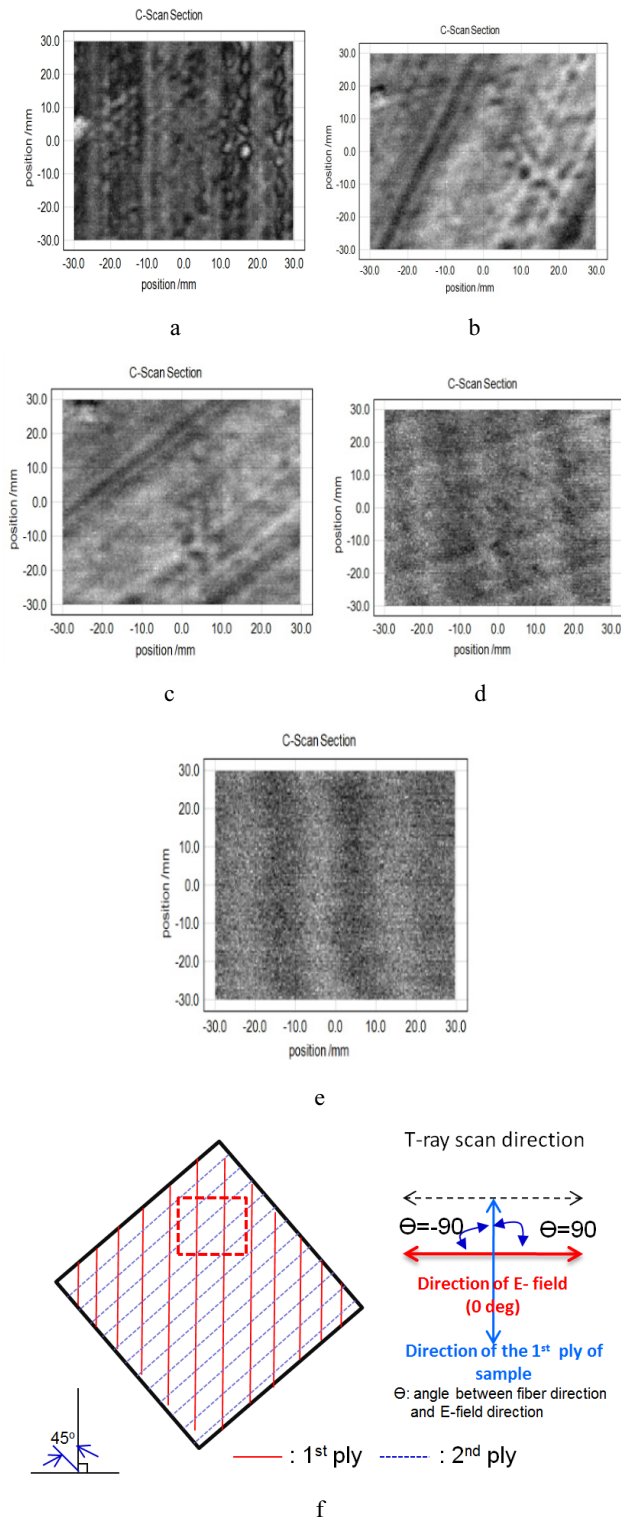 C-Scan Section
30.0
20.0
10.0
0.0
-10.0
-20.0
-30.0
position /mm
-30.0 -20.0 -10.0 0.0 10.0 20.0 30.0
position /mm
a
C-Scan Section
30.0
20.0
10.0
0.0
-10.0
-20.0
-30.0
position /mm
-30.0 -20.0 -10.0 0.0 10.0 20.0 30.0
position /mm
b
C-Scan Section
30.0
20.0
10.0
0.0
-10.0
-20.0
-30.0
position /mm
-30.0 -20.0 -10.0 0.0 10.0 20.0 30.0
position /mm
c
C-Scan Section
30.0
20.0
10.0
0.0
-10.0
-20.0
-30.0
position /mm
-30.0 -20.0 -10.0 0.0 10.0 20.0 30.0
position /mm
d
C-Scan Section
30.0
20.0
10.0
0.0
-10.0
-20.0
-30.0
position /mm
-30.0 -20.0 -10.0 0.0 10.0 20.0 30.0
position /mm
e
T-ray scan direction
Θ=-90 Θ=90
Direction of E- field
(0 deg)
Direction of the 1st ply of
sample
Θ: angle between fiber direction
and E-field direction
45°
: 1st ply : 2nd ply
f